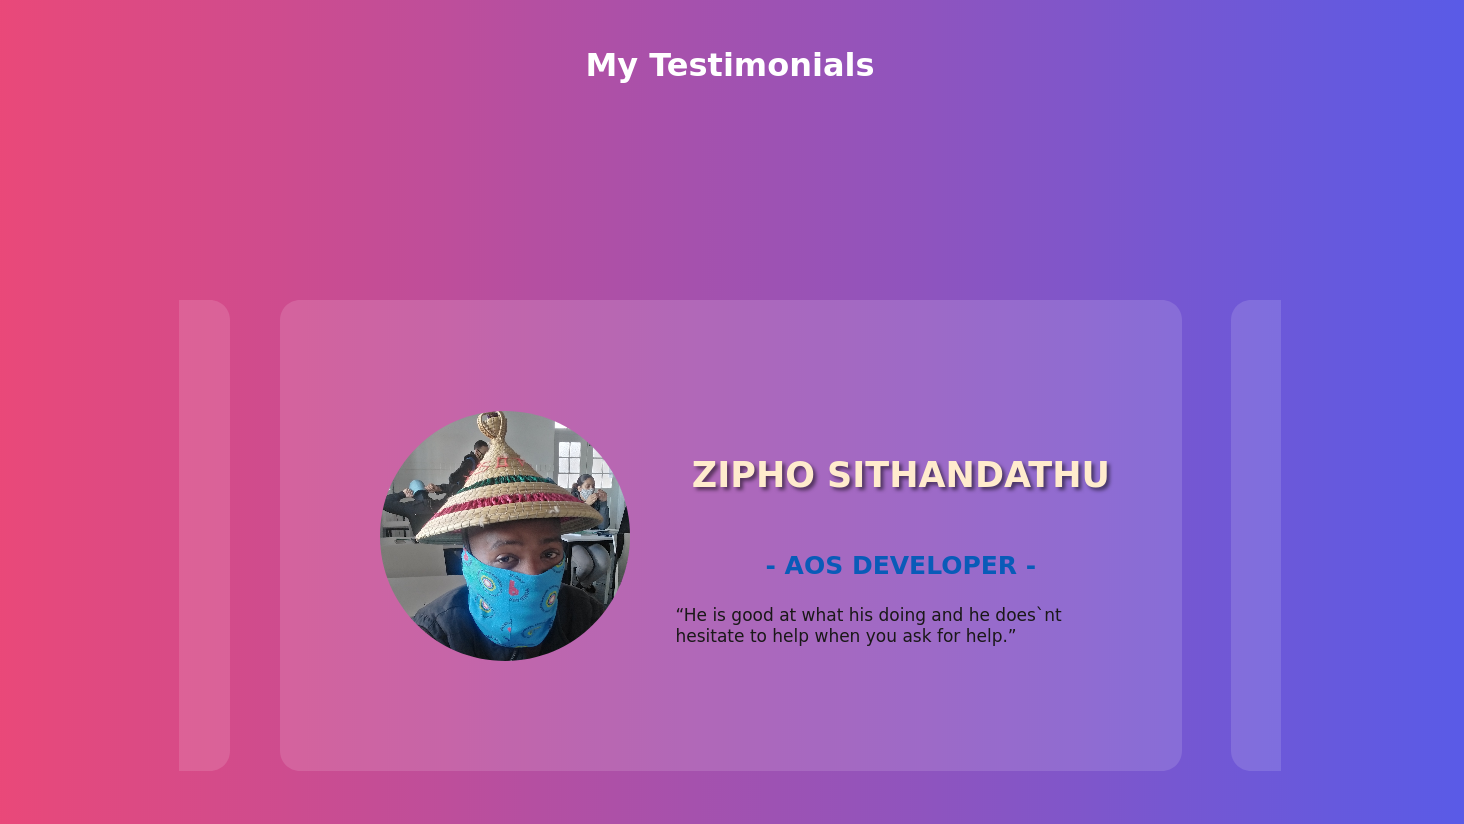 My Testimonials
ZIPHO SITHANDATHU
- AOS DEVELOPER -
“He is good at what his doing and he does`nt
hesitate to help when you ask for help.”